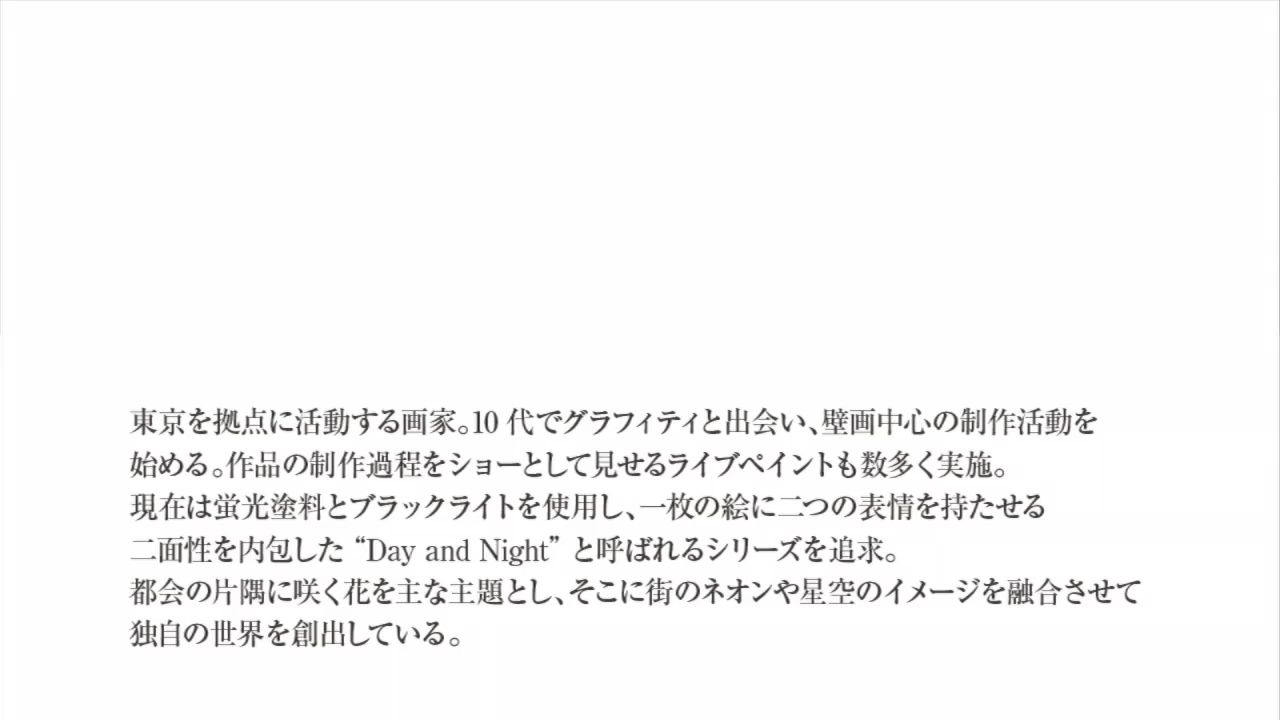 東京を拠点に活動する画家。10 代でグラフィティと出会い、壁画中心の制作活動を
始める。作品の制作過程をショーとして見せるライブペイントも数多く実施。
現在は蛍光塗料とブラックライトを使用し、一枚の絵に二つの表情を持たせる
二面性を内包した “Day and Night” と呼ばれるシリーズを追求。
都会の片隅に咲く花を主な主題とし、そこに街のネオンや星空のイメージを融合させて
独自の世界を創出している。